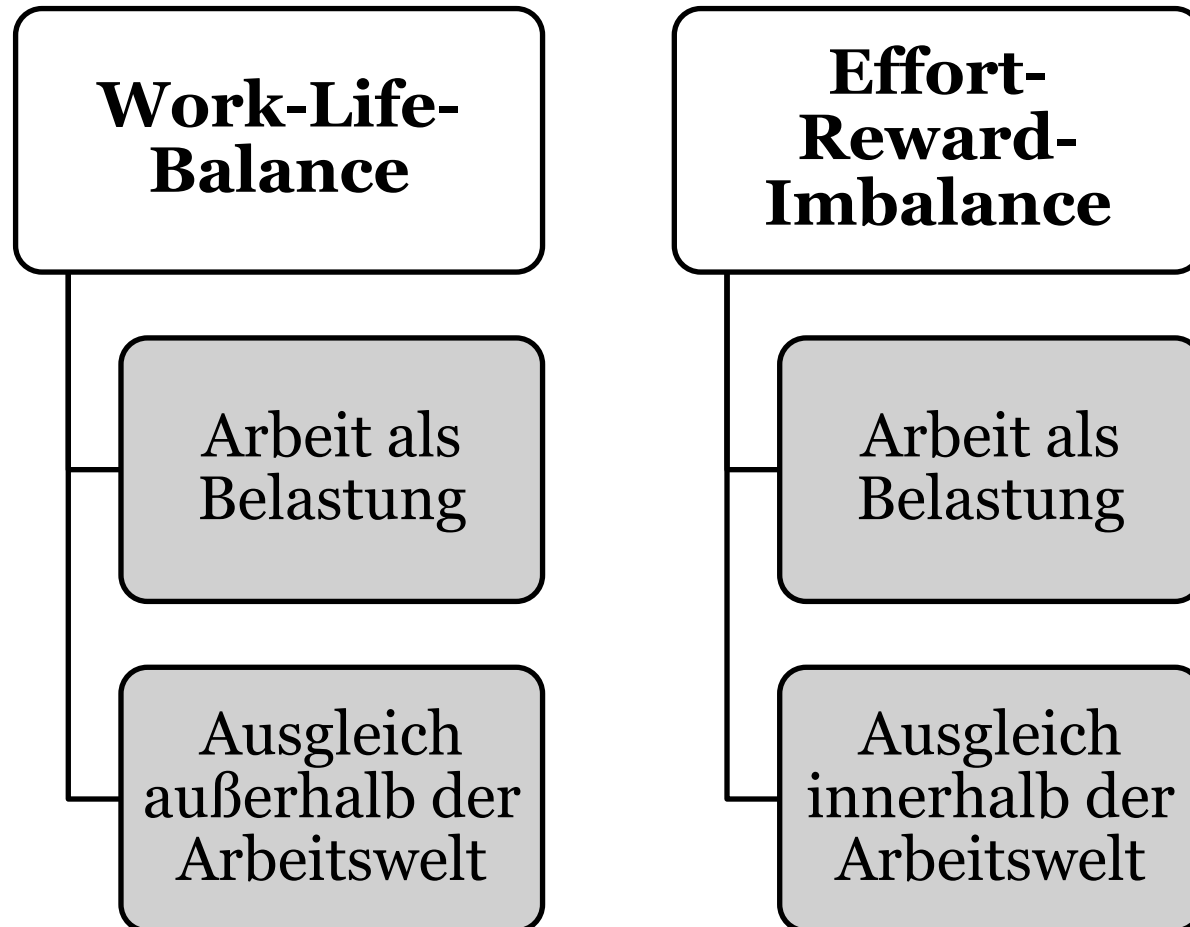 Work-Life-
Balance
Arbeit als
Belastung
Ausgleich
außerhalb der
Arbeitswelt
Effort-
Reward-
Imbalance
Arbeit als
Belastung
Ausgleich
innerhalb der
Arbeitswelt